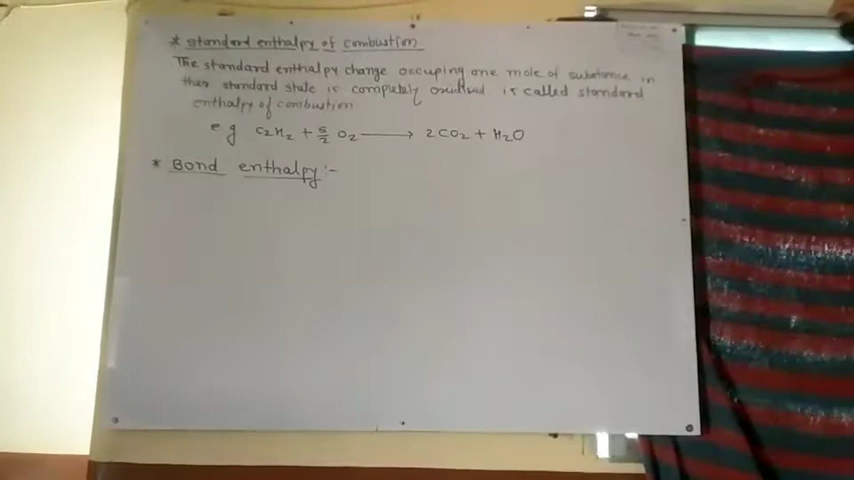 * Standard enthalpy of combustion
The standard enthalpy change occuping one mole of substance in
their standard state is completely oxidised is called standard
enthalpy of combustion
e g C2H2 + 5/2 O2 → 2CO2 + H2O
* Bond enthalpy :-